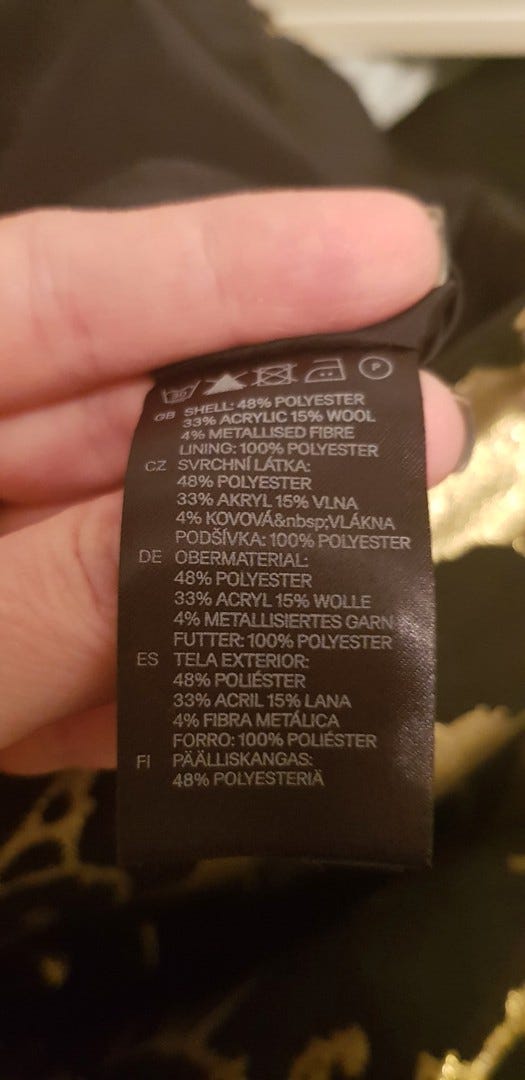 30
P
GB SHELL: 48% POLYESTER
33% ACRYLIC 15% WOOL
4% METALLISED FIBRE
LINING: 100% POLYESTER
CZ SVRCHNÍ LÁTKA:
48% POLYESTER
33% AKRYL 15% VLNA
4% KOVOVÁ&nbsp;VLÁKNA
PODŠÍVKA: 100% POLYESTER
DE OBERMATERIAL:
48% POLYESTER
33% ACRYL 15% WOLLE
4% METALLISIERTES GARN
FUTTER: 100% POLYESTER
ES TELA EXTERIOR:
48% POLIÉSTER
33% ACRIL 15% LANA
4% FIBRA METÁLICA
FORRO: 100% POLIÉSTER
FI PÄÄLLISKANGAS:
48% POLYESTERIÄ